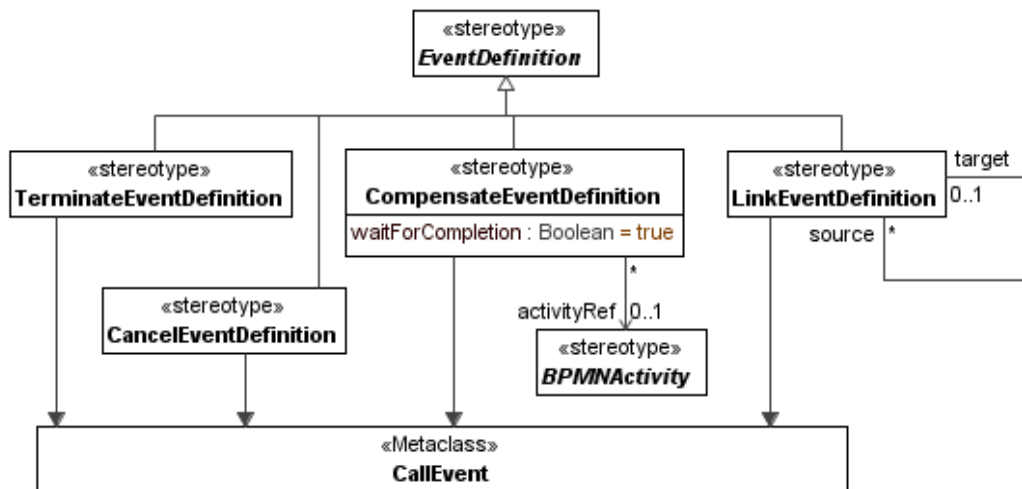 «stereotype»
EventDefinition
«stereotype»
TerminateEventDefinition
«stereotype»
CompensateEventDefinition
waitForCompletion : Boolean = true
«stereotype»
LinkEventDefinition
target
0..1
source
*
«stereotype»
CancelEventDefinition
*
activityRef
0..1
«stereotype»
BPMNActivity
«Metaclass»
CallEvent